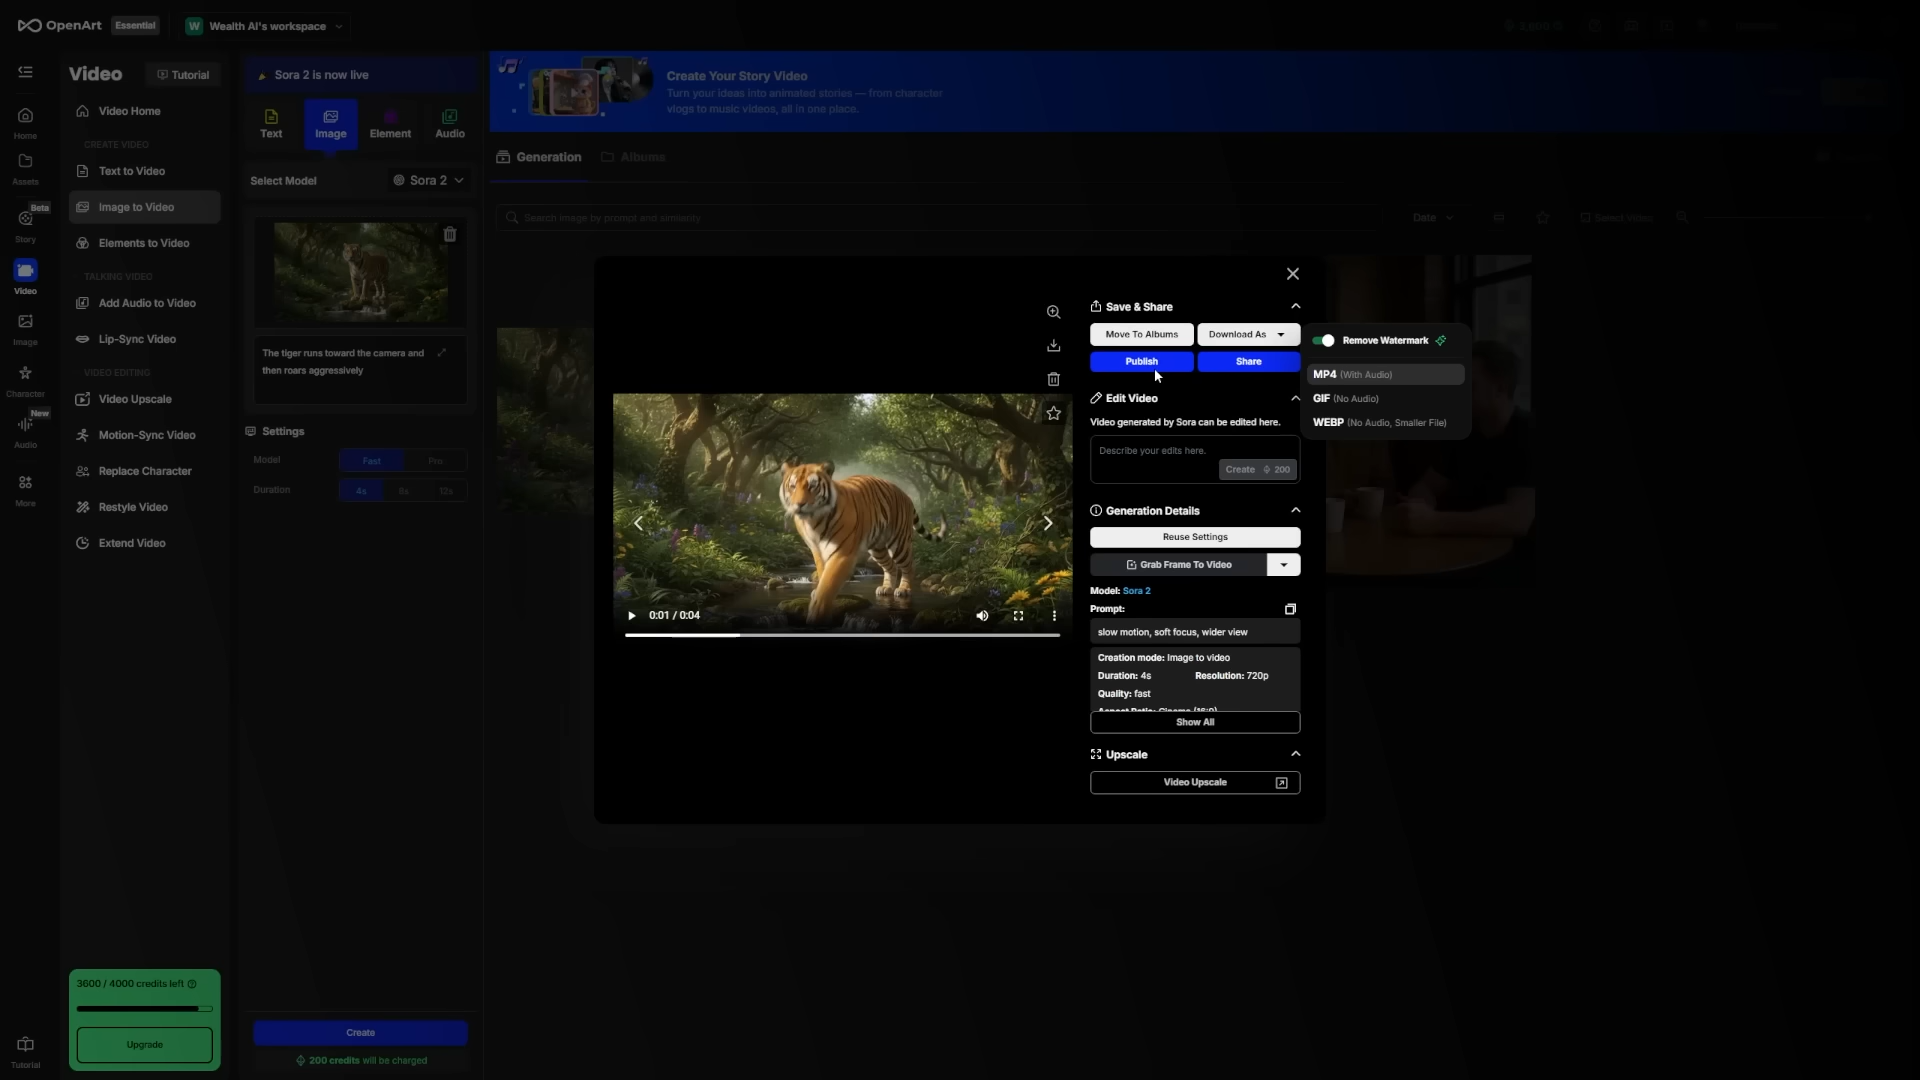 OpenArt
Essential
W
Wealth AI's workspace
2,600
Home
Assets
Beta
Story
Video
Image
Character
New
Audio
More
Tutorial
Video
Tutorial
Video Home
CREATE VIDEO
Text to Video
Image to Video
Elements to Video
TALKING VIDEO
Add Audio to Video
Lip-Sync Video
VIDEO EDITING
Video Upscale
Motion-Sync Video
Replace Character
Restyle Video
Extend Video
3600 / 4000 credits left
Upgrade
Sora 2 is now live
Text
Image
Element
Audio
Select Model
Sora 2
The tiger runs toward the camera and
then roars aggressively
Settings
Model
Fast
Pro
Duration
4s
8s
12s
Create
200 credits will be charged
Create Your Story Video
Turn your ideas into animated stories — from character
vlogs to music videos, all in one place.
Generation
Albums
Search image by prompt and similarity
Date
Select Video
0:01 / 0:04
Save & Share
Move To Albums
Download As
Publish
Share
Remove Watermark
MP4 (With Audio)
GIF (No Audio)
WEBP (No Audio, Smaller File)
Edit Video
Video generated by Sora can be edited here.
Describe your edits here.
Create 200
Generation Details
Reuse Settings
Grab Frame To Video
Model: Sora 2
Prompt:
slow motion, soft focus, wider view
Creation mode: Image to video
Duration: 4s
Resolution: 720p
Quality: fast
Aspect Ratio: Cinema (16:9)
Show All
Upscale
Video Upscale